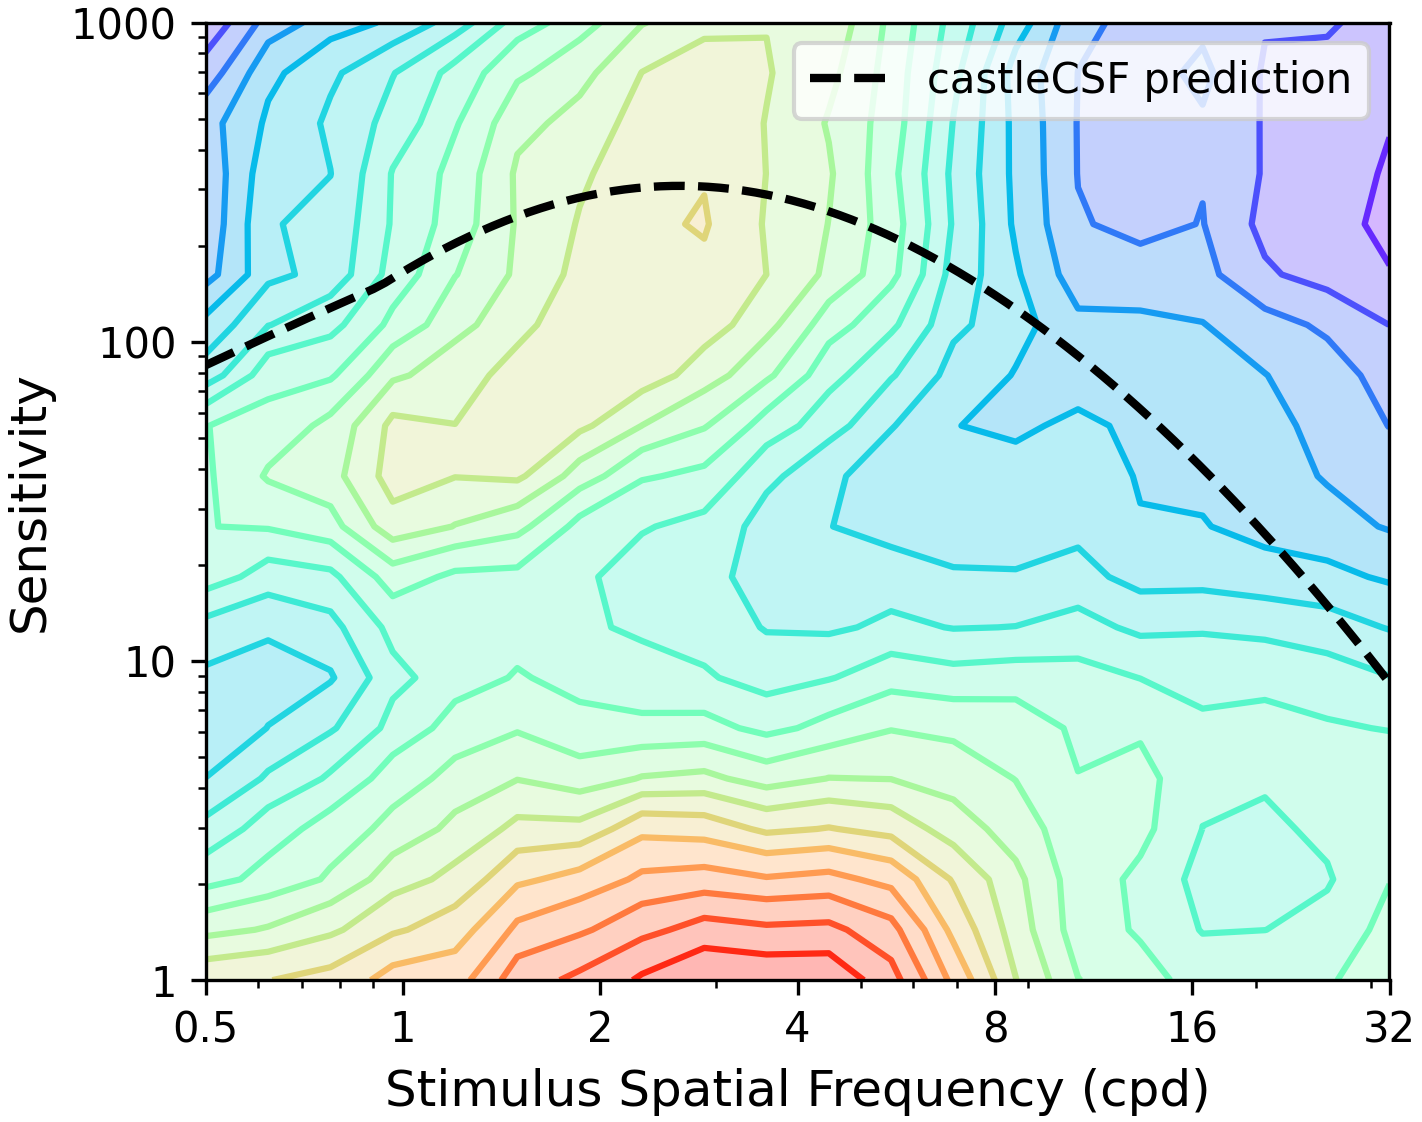 1000
castleCSF prediction
100
Sensitivity
10
1
0.5 1 2 4 8 16 32
Stimulus Spatial Frequency (cpd)